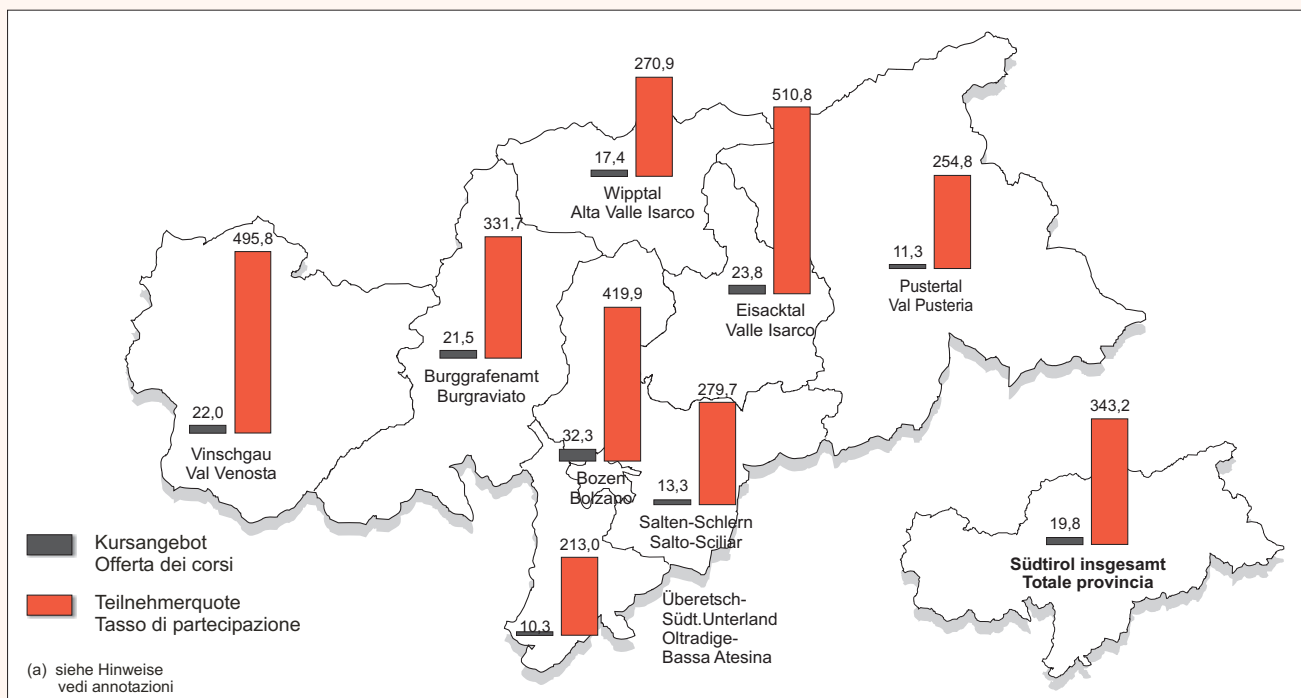 270,9
17,4
Wipptal
Alta Valle Isarco
510,8
23,8
Eisacktal
Valle Isarco
254,8
11,3
Pustertal
Val Pusteria
495,8
22,0
Vinschgau
Val Venosta
331,7
21,5
Burggrafenamt
Burgraviato
419,9
32,3
Bozen
Bolzano
279,7
13,3
Salten-Schlern
Salto-Sciliar
213,0
10,3
Überetsch-
Südt.Unterland
Oltradige-
Bassa Atesina
343,2
19,8
Südtirol insgesamt
Totale provincia
Kursangebot
Offerta dei corsi
Teilnehmerquote
Tasso di partecipazione
(a) siehe Hinweise
vedi annotazioni